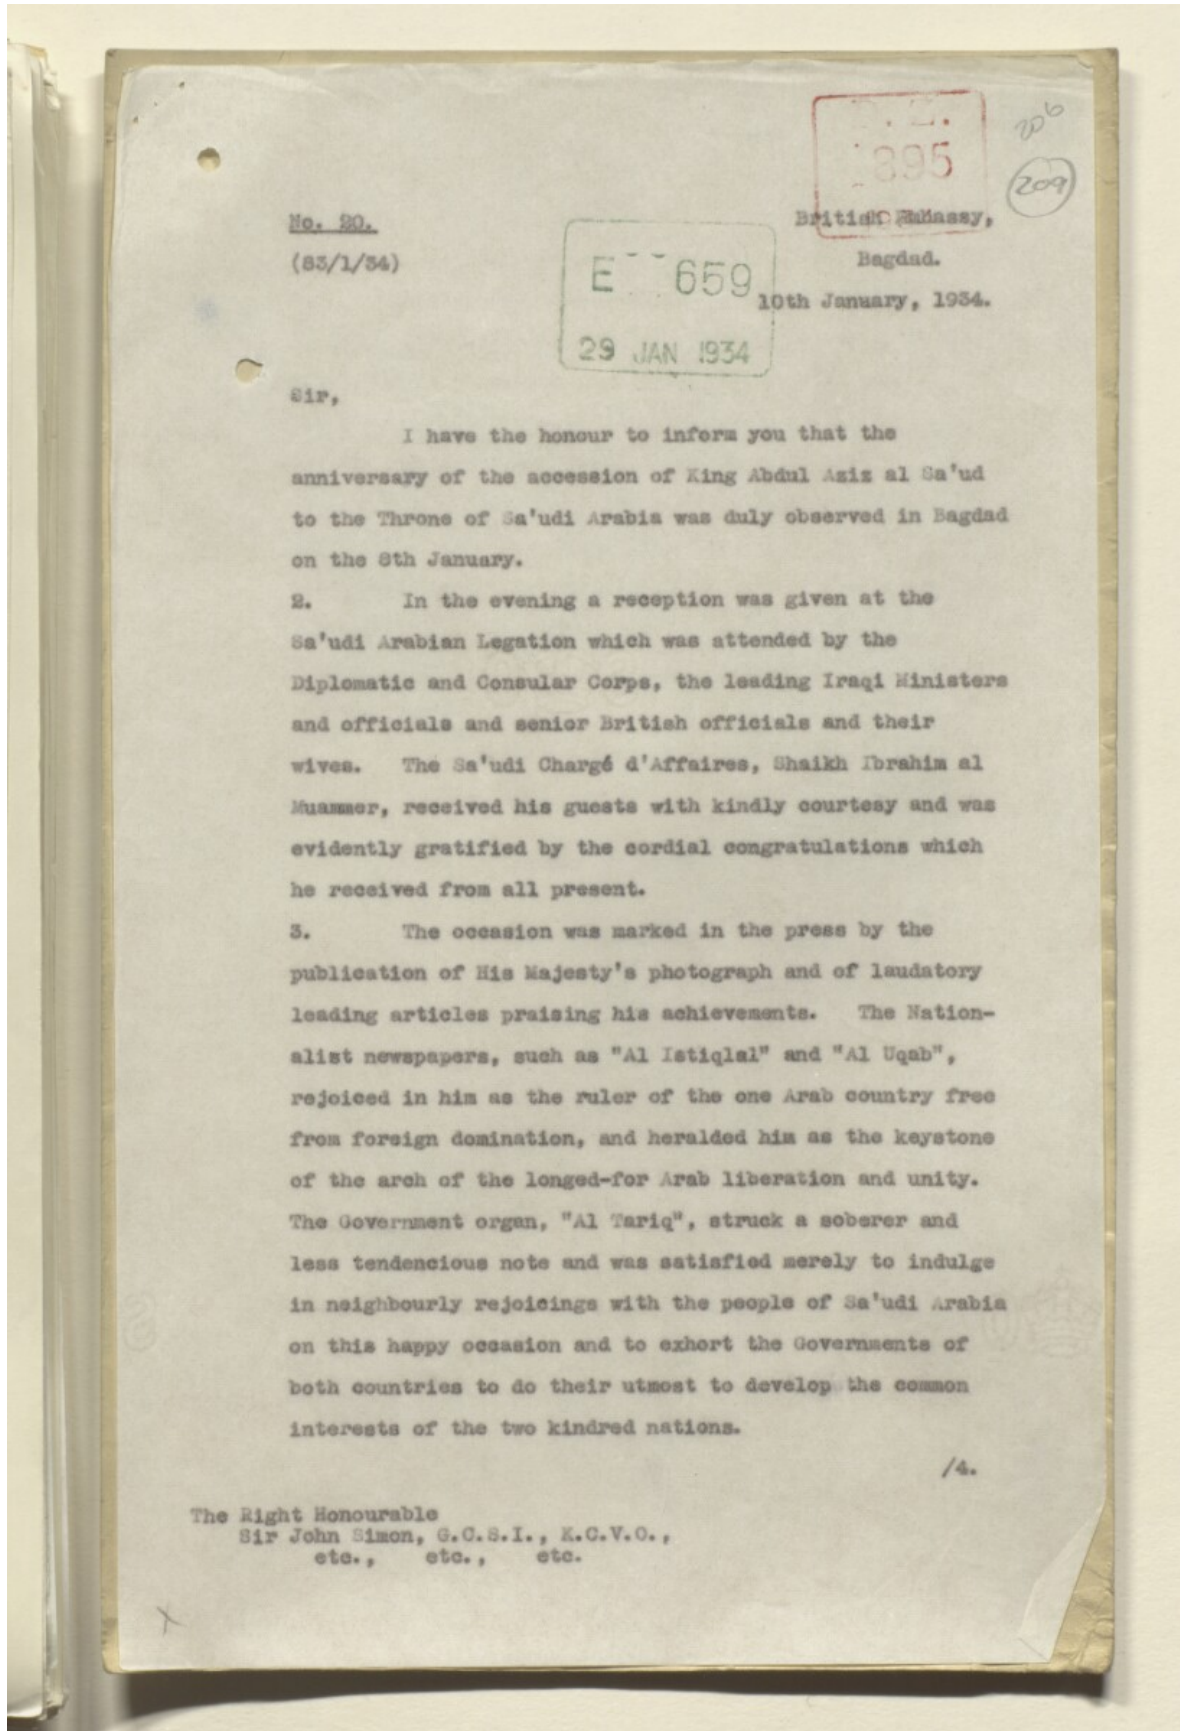 206
209
895
No. 20.
British Embassy,
(83/1/34)
Bagdad.
E 659
10th January, 1934.
29 JAN 1934
Sir,
I have the honour to inform you that the
anniversary of the accession of King Abdul Aziz al Sa'ud
to the Throne of Sa'udi Arabia was duly observed in Bagdad
on the 8th January.
2. In the evening a reception was given at the
Sa'udi Arabian Legation which was attended by the
Diplomatic and Consular Corps, the leading Iraqi Ministers
and officials and senior British officials and their
wives. The Sa'udi Chargé d'Affaires, Shaikh Ibrahim al
Muammer, received his guests with kindly courtesy and was
evidently gratified by the cordial congratulations which
he received from all present.
3. The occasion was marked in the press by the
publication of His Majesty's photograph and of laudatory
leading articles praising his achievements. The Nation-
alist newspapers, such as "Al Istiqlal" and "Al Uqab",
rejoiced in him as the ruler of the one Arab country free
from foreign domination, and heralded him as the keystone
of the arch of the longed-for Arab liberation and unity.
The Government organ, "Al Tariq", struck a soberer and
less tendencious note and was satisfied merely to indulge
in neighbourly rejoicings with the people of Sa'udi Arabia
on this happy occasion and to exhort the Governments of
both countries to do their utmost to develop the common
interests of the two kindred nations.
/4.
The Right Honourable
Sir John Simon, G.C.S.I., K.C.V.O.,
etc., etc., etc.